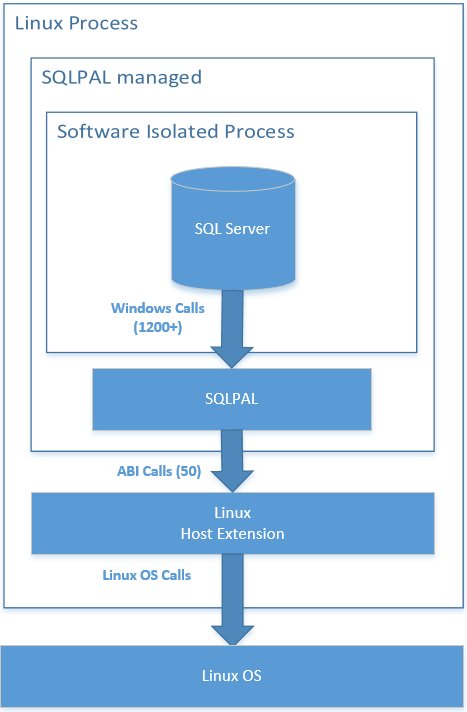 Linux Process
SQLPAL managed
Software Isolated Process
SQL Server
Windows Calls
(1200+)
SQLPAL
ABI Calls (50)
Linux
Host Extension
Linux OS Calls
Linux OS